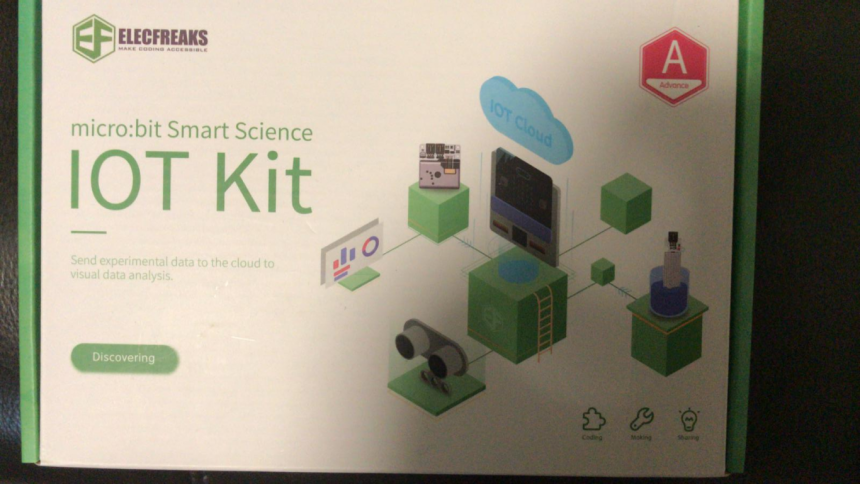 ELECFREAKS
MAKE CODING ACCESSIBLE
A
Advance
micro:bit Smart Science
IOT Kit
Send experimental data to the cloud to
visual data analysis.
Discovering
IOT Cloud
EF
Coding
Making
Sharing